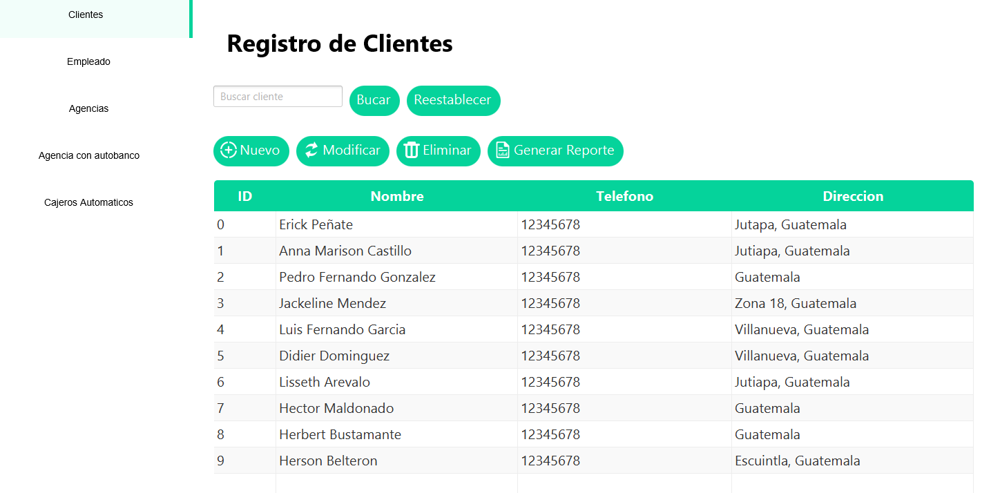 Clientes
Empleado
Agencias
Agencia con autobanco
Cajeros Automaticos
Registro de Clientes
Buscar cliente Bucar Reestablecer
Nuevo Modificar Eliminar Generar Reporte
ID Nombre Telefono Direccion
0 Erick Peñate 12345678 Jutapa, Guatemala
1 Anna Marison Castillo 12345678 Jutiapa, Guatemala
2 Pedro Fernando Gonzalez 12345678 Guatemala
3 Jackeline Mendez 12345678 Zona 18, Guatemala
4 Luis Fernando Garcia 12345678 Villanueva, Guatemala
5 Didier Dominguez 12345678 Villanueva, Guatemala
6 Lisseth Arevalo 12345678 Jutiapa, Guatemala
7 Hector Maldonado 12345678 Guatemala
8 Herbert Bustamante 12345678 Guatemala
9 Herson Belteron 12345678 Escuintla, Guatemala